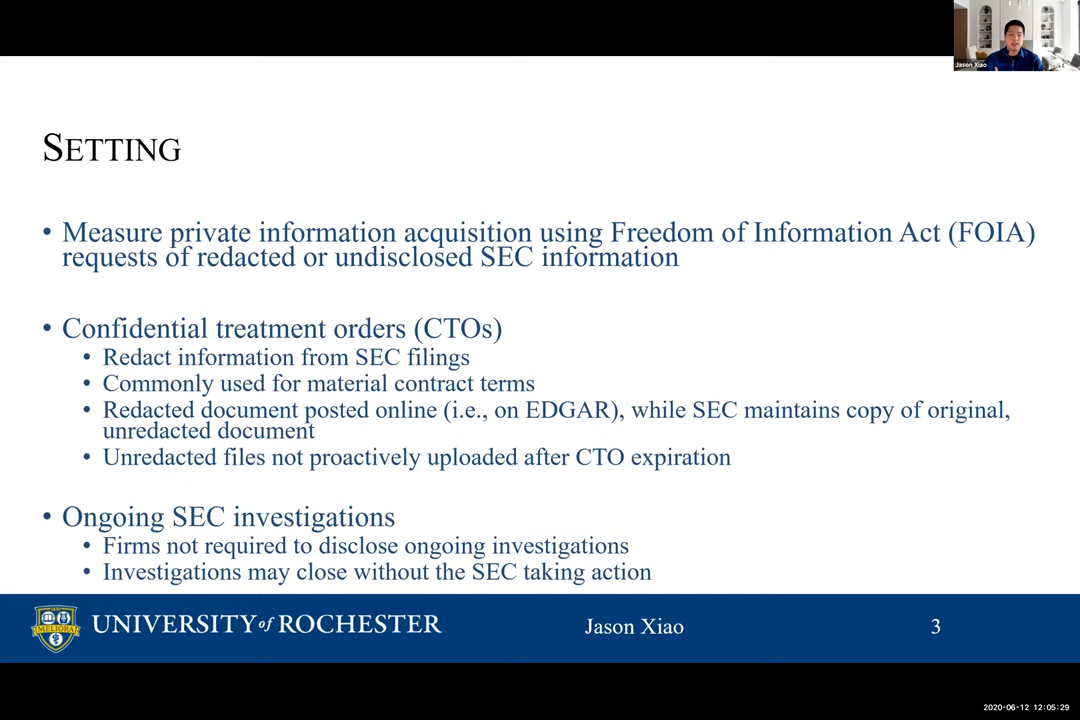 Jason Xiao
SETTING
• Measure private information acquisition using Freedom of Information Act (FOIA)
requests of redacted or undisclosed SEC information
• Confidential treatment orders (CTOs)
• Redact information from SEC filings
• Commonly used for material contract terms
• Redacted document posted online (i.e., on EDGAR), while SEC maintains copy of original,
unredacted document
• Unredacted files not proactively uploaded after CTO expiration
• Ongoing SEC investigations
• Firms not required to disclose ongoing investigations
• Investigations may close without the SEC taking action
MELIORA
UNIVERSITY of ROCHESTER
Jason Xiao
3
2020-06-12 12:05:29